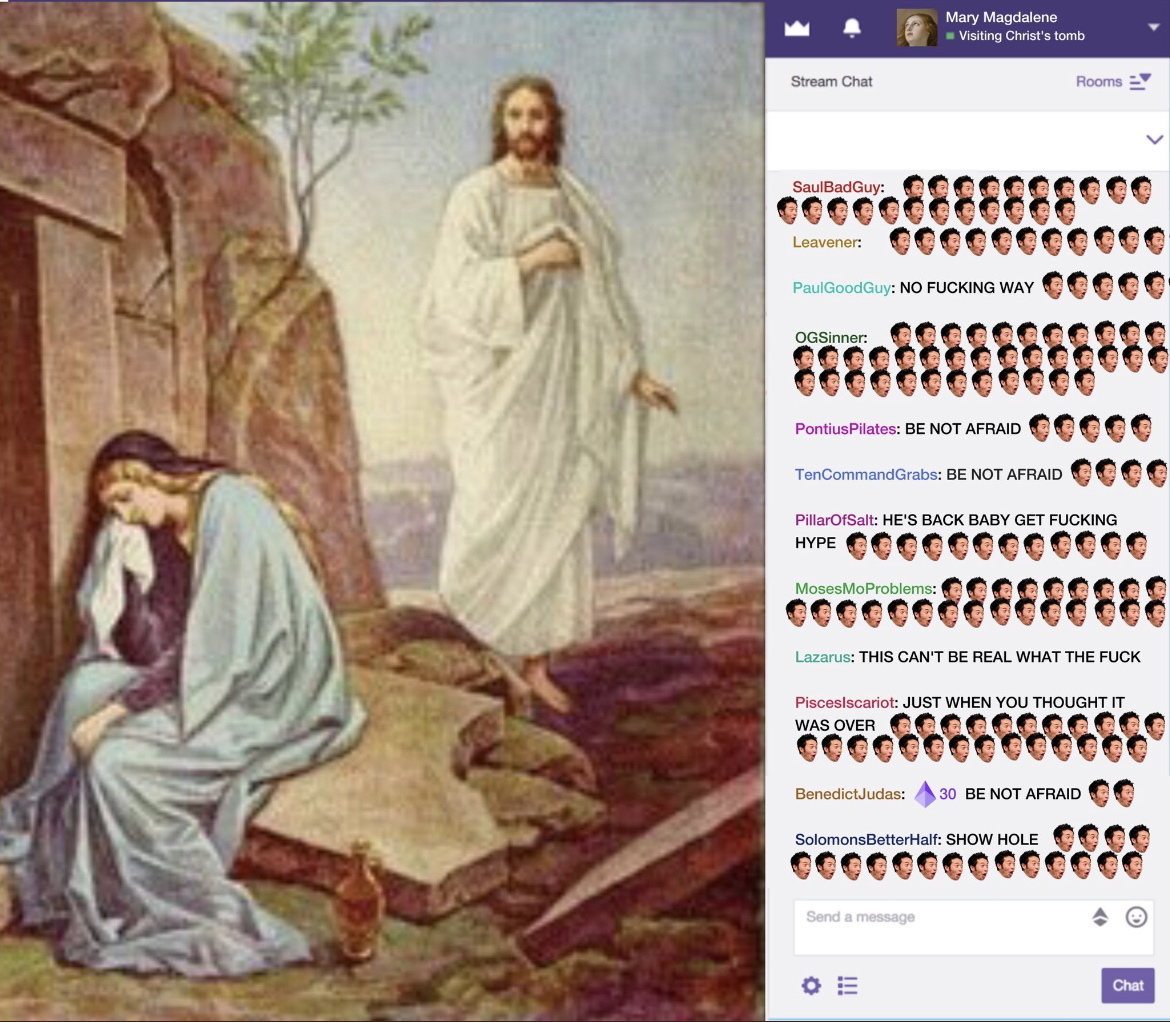 Mary Magdalene
Visiting Christ's tomb
Stream Chat
Rooms
SaulBadGuy:
Leavener:
PaulGoodGuy: NO FUCKING WAY
OGSinner:
PontiusPilates: BE NOT AFRAID
TenCommandGrabs: BE NOT AFRAID
PillarOfSalt: HE'S BACK BABY GET FUCKING
HYPE
MosesMoProblems:
Lazarus: THIS CAN'T BE REAL WHAT THE FUCK
PiscesIscariot: JUST WHEN YOU THOUGHT IT
WAS OVER
BenedictJudas: 30 BE NOT AFRAID
SolomonsBetterHalf: SHOW HOLE
Send a message
Chat